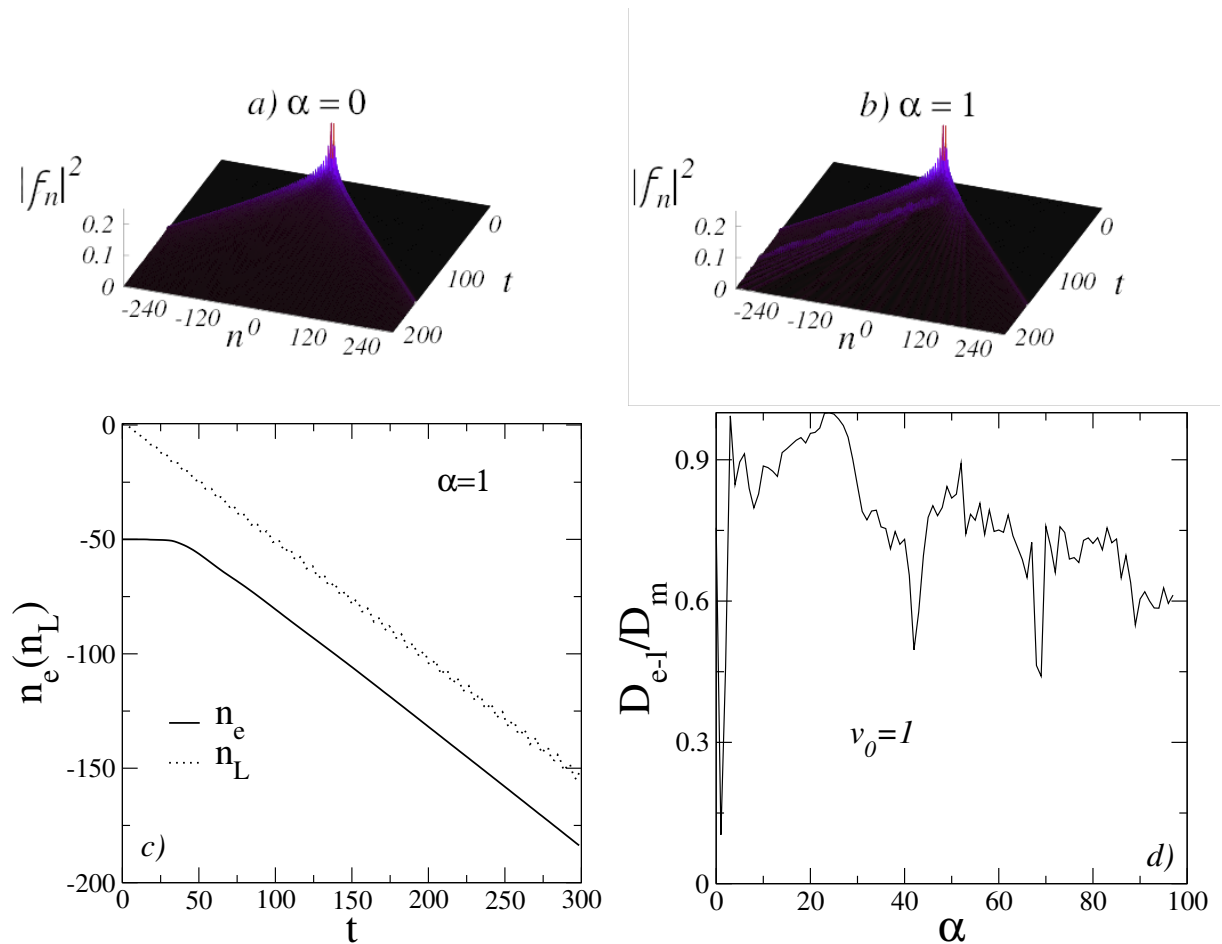 a) α = 0
|f_n|^2
0.2
0.1
0
-240
-120
0
120
240
n
0
100
200
t
b) α = 1
|f_n|^2
0.2
0.1
0
-240
-120
0
120
240
n
0
100
200
t
0
-50
-100
-150
-200
n_e(n_L)
α=1
n_e
n_L
c)
0
50
100
150
200
250
300
t
0.9
0.6
0.3
0
D_{e-l}/D_m
v_0=1
d)
0
20
40
60
80
100
α